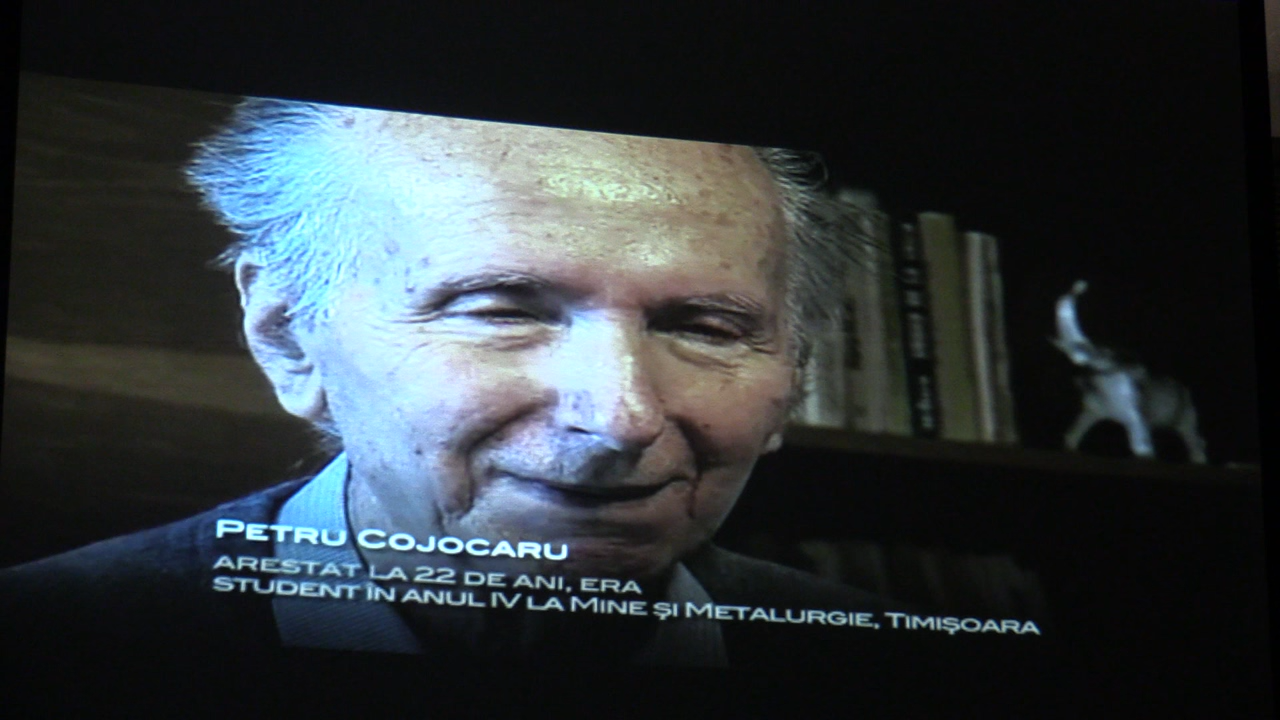 PETRU COJOCARU
ARESTAT LA 22 DE ANI, ERA
STUDENT ÎN ANUL IV LA MINE ȘI METALURGIE, TIMIȘOARA